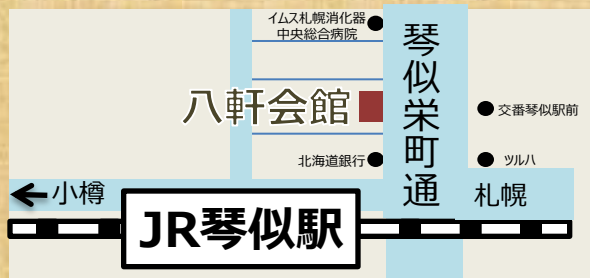 イムス札幌消化器
中央総合病院
琴似栄町通
八軒会館
交番琴似駅前
北海道銀行
ツルハ
小樽
札幌
JR琴似駅